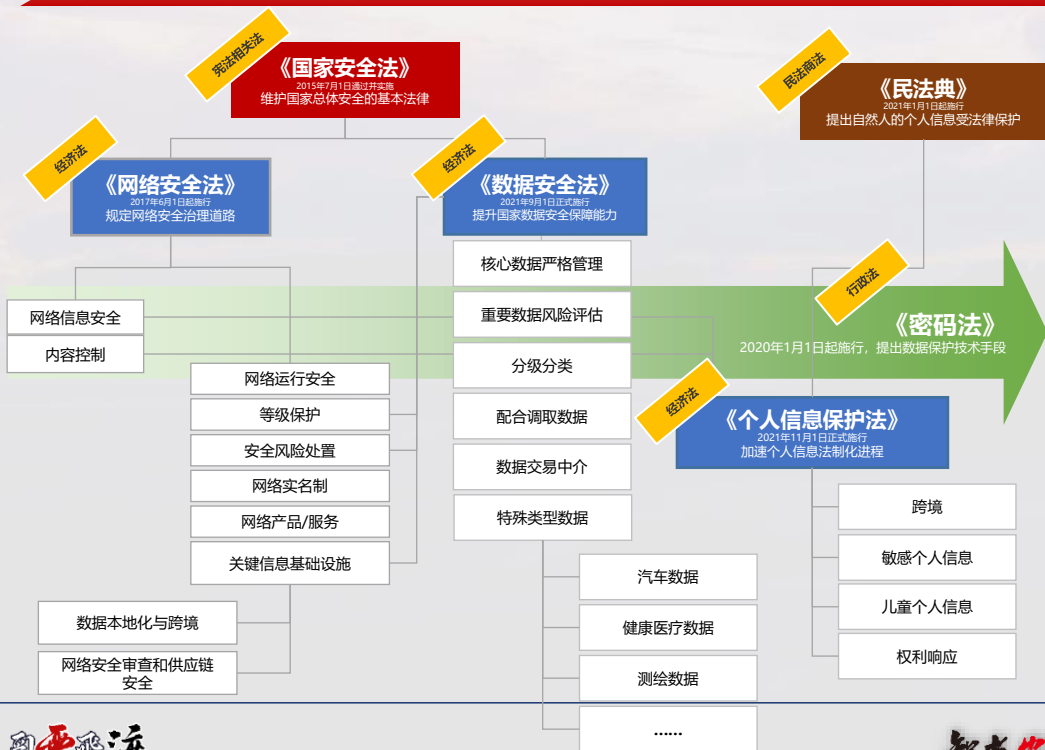 宪法相关法
《国家安全法》
2015年7月1日通过并实施
维护国家总体安全的基本法律
民法商法
《民法典》
2021年1月1日起施行
提出自然人的个人信息受法律保护
经济法
《网络安全法》
2017年6月1日起施行
规定网络安全治理道路
经济法
《数据安全法》
2021年9月1日正式施行
提升国家数据安全保障能力
行政法
《密码法》
2020年1月1日起施行，提出数据保护技术手段
网络信息安全
内容控制
网络运行安全
等级保护
安全风险处置
网络实名制
网络产品/服务
关键信息基础设施
数据本地化与跨境
网络安全审查和供应链
安全
核心数据严格管理
重要数据风险评估
分级分类
配合调取数据
数据交易中介
特殊类型数据
汽车数据
健康医疗数据
测绘数据
......
经济法
《个人信息保护法》
2021年11月1日正式施行
加速个人信息法制化进程
跨境
敏感个人信息
儿童个人信息
权利响应